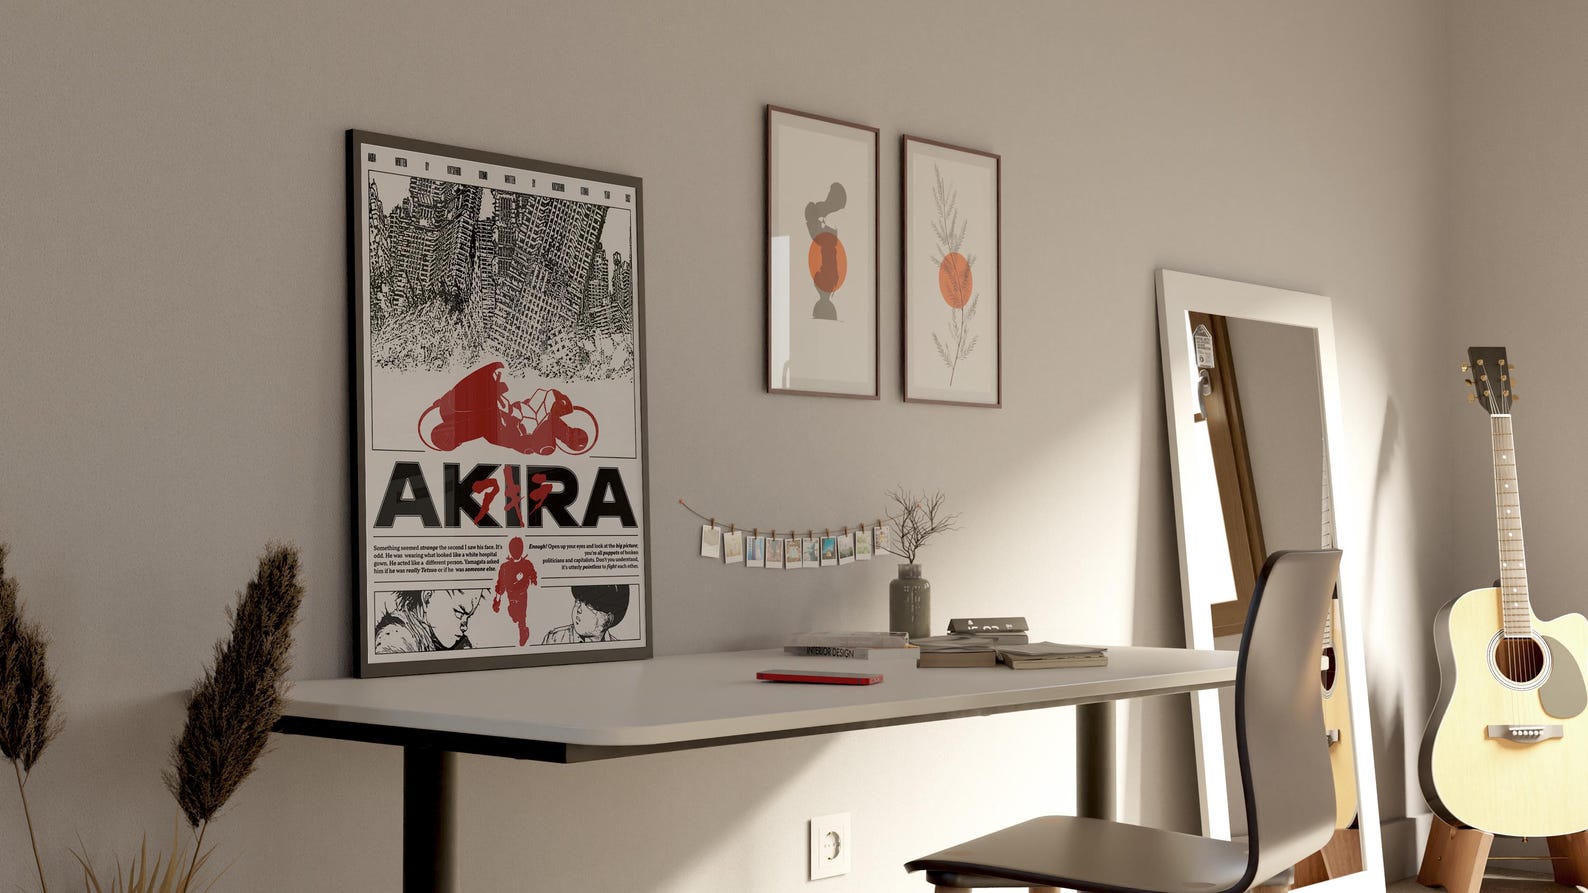 AKIRA
アキラ
Something seemed strange the second I saw his face. It's
odd. He was wearing what looked like a white hospital
gown. He acted like a different person. Yamagata asked
him if he was really Tetsuo or if he was someone else.
Enough! Open up your eyes and look at the big picture;
you're all puppets of
politicians and capitalists. Don't you understand,
it's utterly pointless to fight each other.
INTERIOR DESIGN